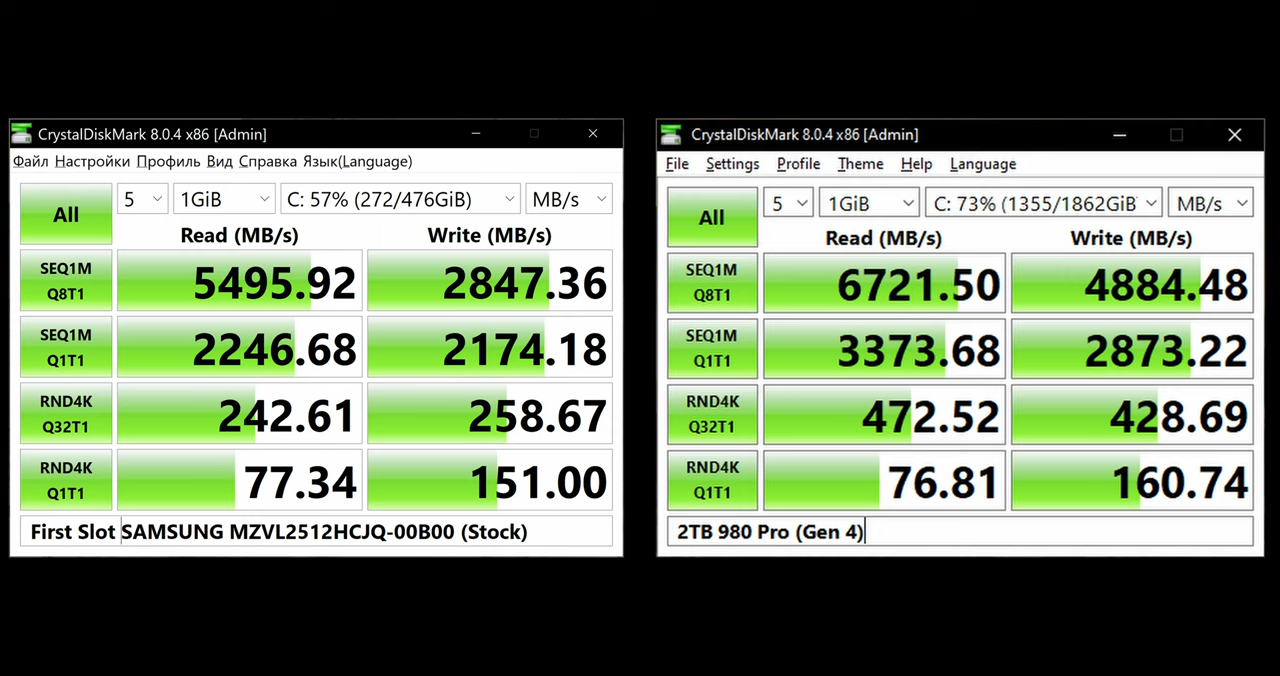 CrystalDiskMark 8.0.4 x86 [Admin]
Файл Настройки Профиль Вид Справка Язык(Language)
All
5
1GiB
C: 57% (272/476GiB)
MB/s
Read (MB/s)
Write (MB/s)
SEQ1M
Q8T1
5495.92
2847.36
SEQ1M
Q1T1
2246.68
2174.18
RND4K
Q32T1
242.61
258.67
RND4K
Q1T1
77.34
151.00
First Slot SAMSUNG MZVL2512HCJQ-00B00 (Stock)
CrystalDiskMark 8.0.4 x86 [Admin]
File Settings Profile Theme Help Language
All
5
1GiB
C: 73% (1355/1862GiB
MB/s
Read (MB/s)
Write (MB/s)
SEQ1M
Q8T1
6721.50
4884.48
SEQ1M
Q1T1
3373.68
2873.22
RND4K
Q32T1
472.52
428.69
RND4K
Q1T1
76.81
160.74
2TB 980 Pro (Gen 4)